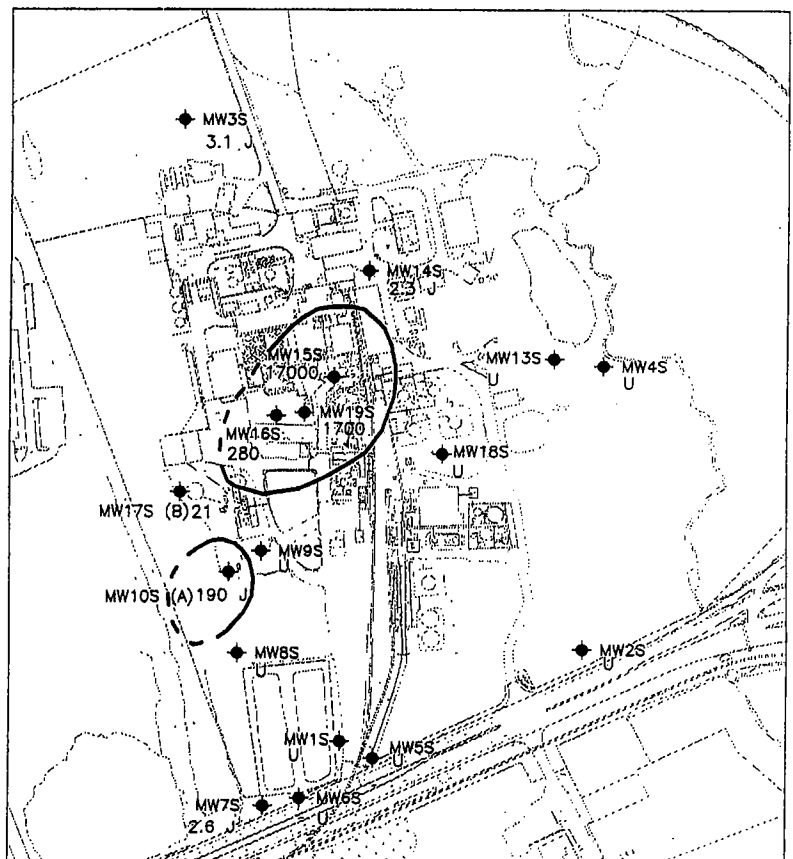 MW3S
3.1 J
MW14S
2.3 J
MW15S
17000
MW13S
U
MW4S
U
MW19S
1700
MW16S
280
MW18S
U
MW17S (B)21
MW9S
U
MW10S (A)190 J
MW8S
U
MW2S
U
MW1S
U
MW5S
U
MW7S
2.6 J
MW6S
U